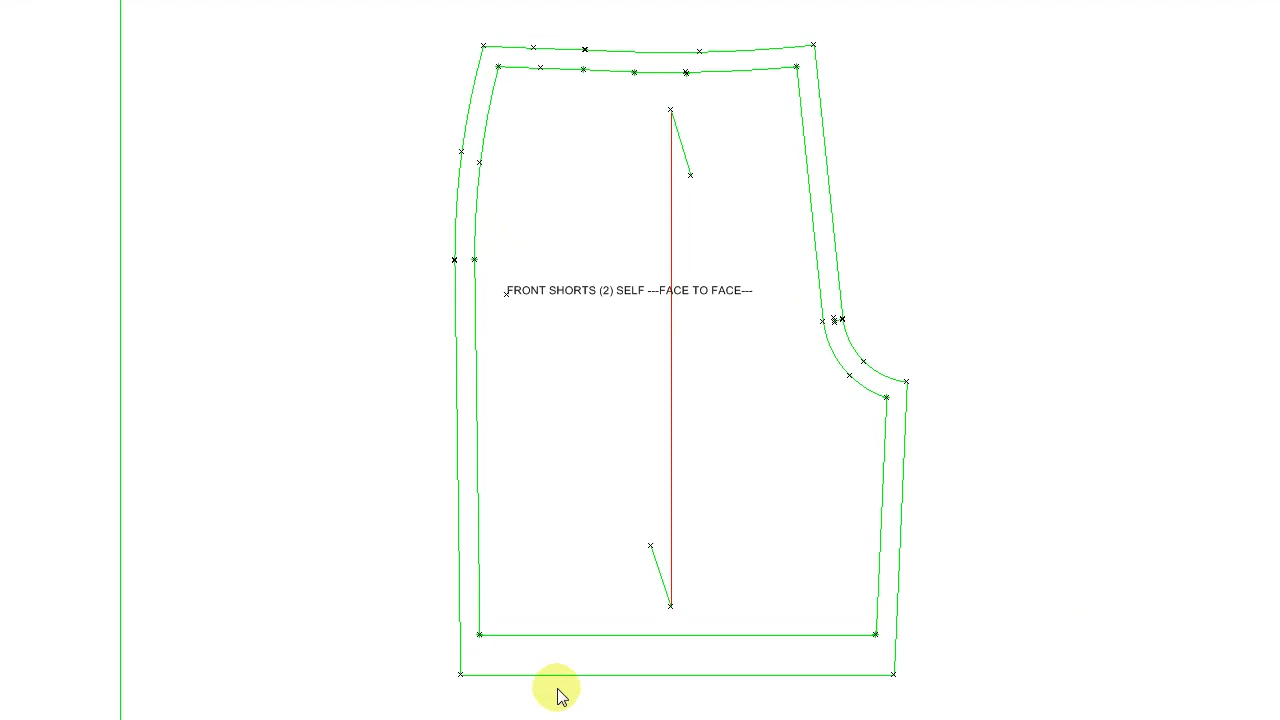 FRONT SHORTS (2) SELF ---FACE TO FACE---